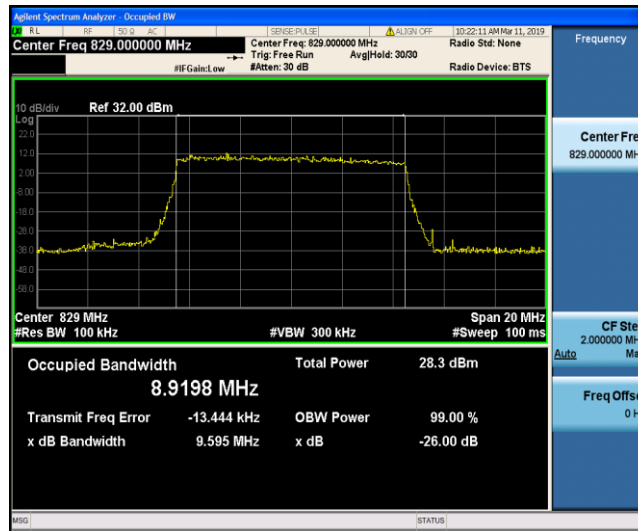 Agilent Spectrum Analyzer - Occupied BW
RL RF 50 Ω AC SENSE:PULSE ALIGN OFF 10:22:11 AM Mar 11, 2019
Center Freq 829.000000 MHz
Center Freq: 829.000000 MHz
Radio Std: None
Trig: Free Run Avg|Hold: 30/30
#IFGain:Low
#Atten: 30 dB
Radio Device: BTS
Frequency
10 dB/div Ref 32.00 dBm
Log
22.0
12.0
2.00
-8.00
-18.0
-28.0
-38.0
-48.0
-58.0
Center Fre
829.000000 MH
Center 829 MHz Span 20 MHz
#Res BW 100 kHz #VBW 300 kHz #Sweep 100 ms
CF Ste
2.000000 MH
Auto Ma
Occupied Bandwidth Total Power 28.3 dBm
8.9198 MHz
Transmit Freq Error -13.444 kHz OBW Power 99.00 %
x dB Bandwidth 9.595 MHz x dB -26.00 dB
Freq Offse
0 H
MSG STATUS